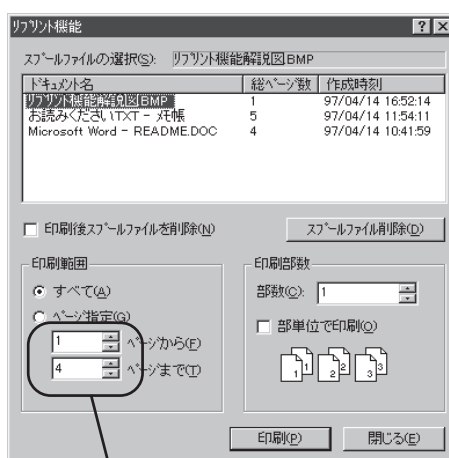 リプリント機能
スプールファイルの選択(S): リプリント機能解説図BMP
ドキュメント名 総ページ数 作成時刻
リプリント機能解説図BMP 1 97/04/14 16:52:14
お読みください\TXT - メモ帳 5 97/04/14 11:54:11
Microsoft Word - README.DOC 4 97/04/14 10:41:59
印刷後スプールファイルを削除(N) スプールファイル削除(D)
印刷範囲 印刷部数
すべて(A) 部数(C): 1
ページ指定(G)
1 ページから(F) 部単位で印刷(O)
4 ページまで(T)
1 1 2 2 3 3
印刷(P) 閉じる(E)